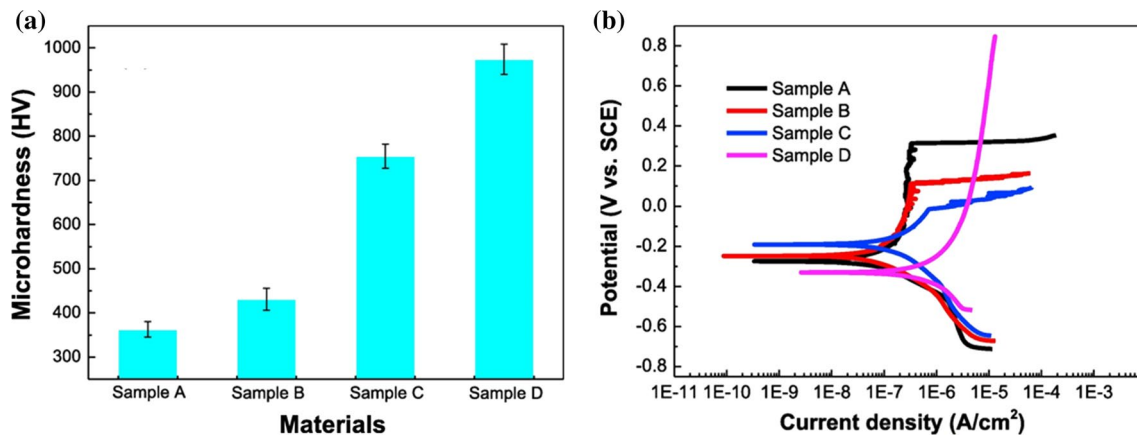 (a)
1000
900
800
700
600
500
400
300
Microhardness (HV)
Sample A Sample B Sample C Sample D
Materials
(b)
0.8
0.6
0.4
0.2
0.0
-0.2
-0.4
-0.6
-0.8
Potential (V vs. SCE)
Sample A
Sample B
Sample C
Sample D
1E-11 1E-10 1E-9 1E-8 1E-7 1E-6 1E-5 1E-4 1E-3
Current density (A/cm²)